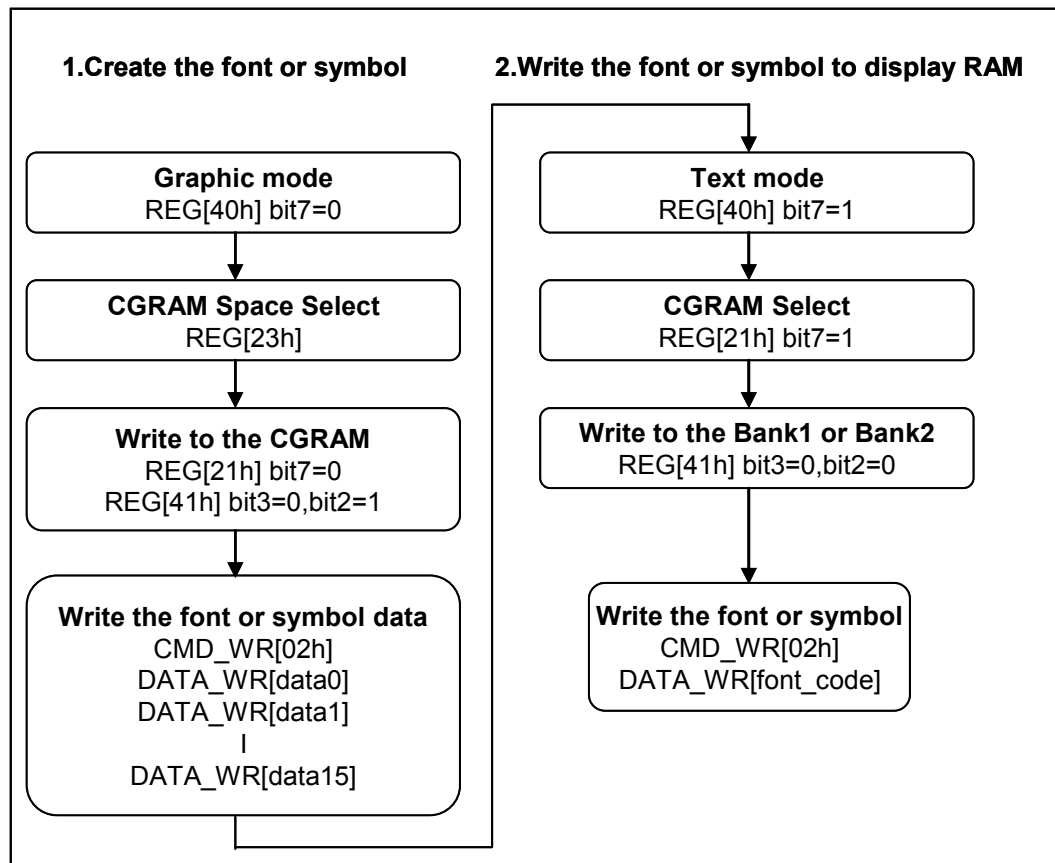 1.Create the font or symbol
Graphic mode
REG[40h] bit7=0
CGRAM Space Select
REG[23h]
Write to the CGRAM
REG[21h] bit7=0
REG[41h] bit3=0,bit2=1
Write the font or symbol data
CMD_WR[02h]
DATA_WR[data0]
DATA_WR[data1]
I
DATA_WR[data15]
2.Write the font or symbol to display RAM
Text mode
REG[40h] bit7=1
CGRAM Select
REG[21h] bit7=1
Write to the Bank1 or Bank2
REG[41h] bit3=0,bit2=0
Write the font or symbol
CMD_WR[02h]
DATA_WR[font_code]